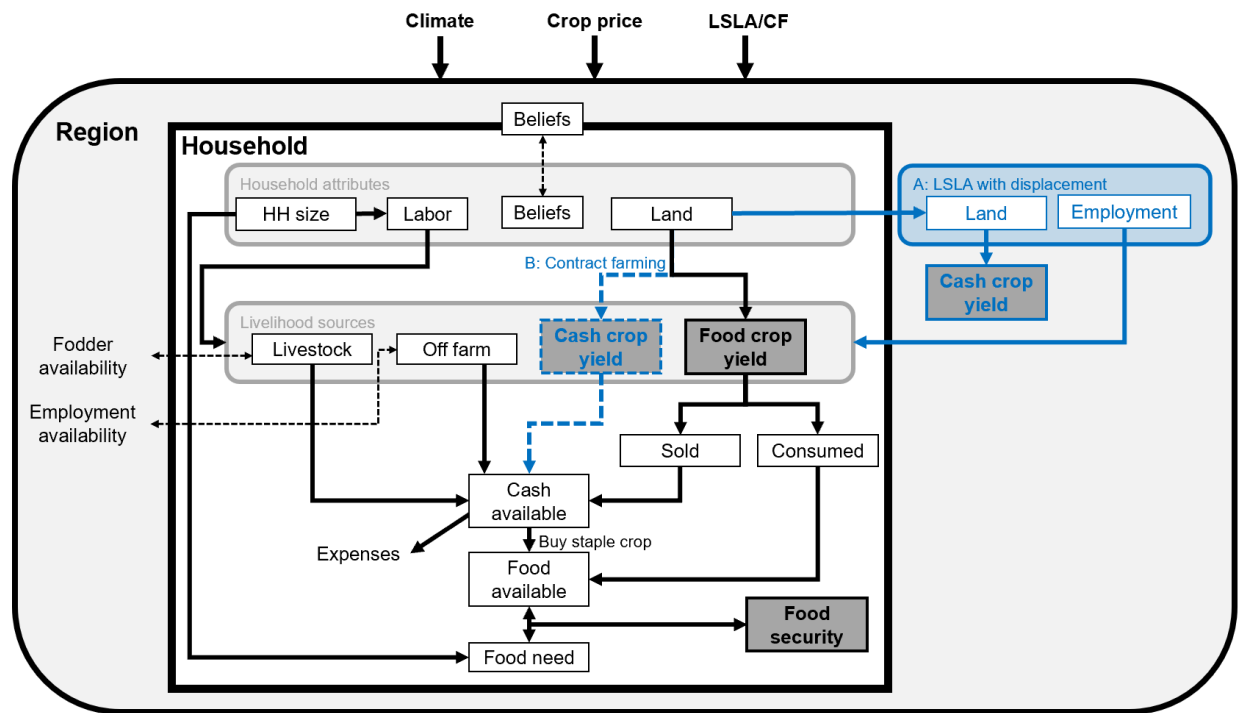 Climate
Crop price
LSLA/CF
Region
Beliefs
Household
Household attributes
HH size
Labor
Beliefs
Land
A: LSLA with displacement
Land
Employment
B: Contract farming
Cash crop
yield
Livelihood sources
Livestock
Off farm
Cash crop
yield
Food crop
yield
Fodder
availability
Employment
availability
Sold
Consumed
Cash
available
Expenses
Buy staple crop
Food
available
Food
security
Food need